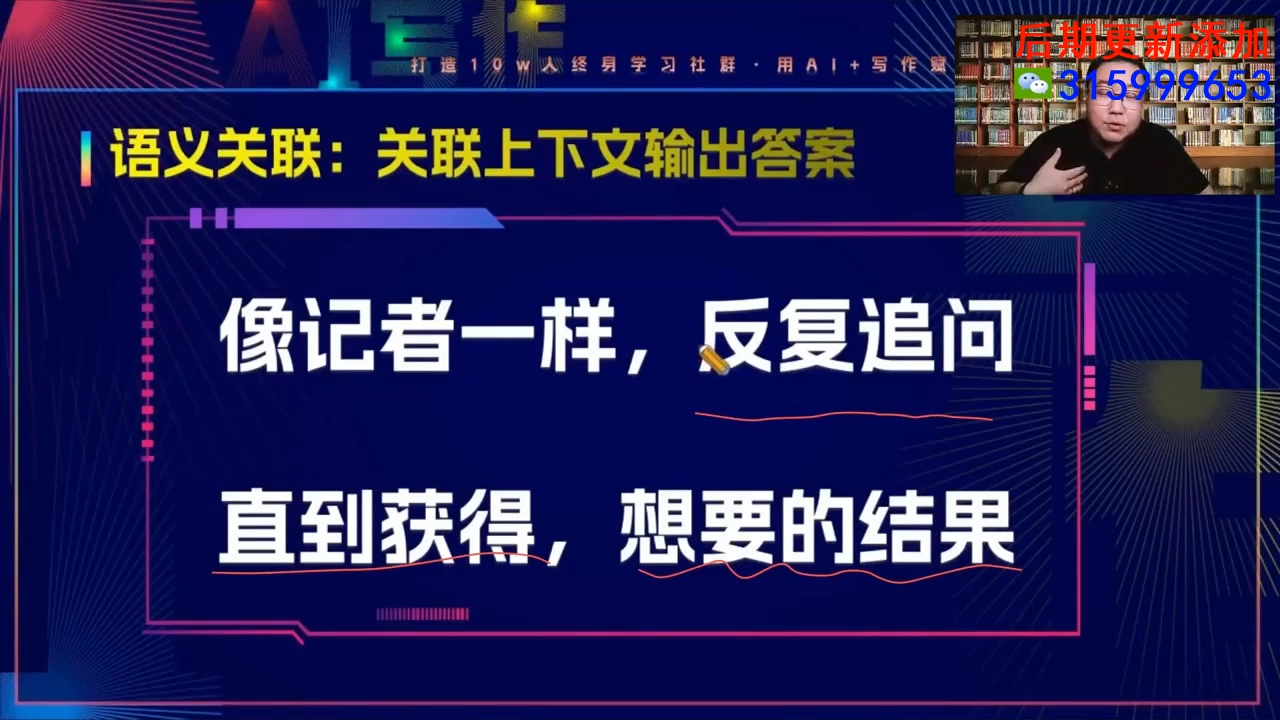 AI写作
打造10w人终身学习社群·用AI+写作赋
后期更新添加
315999653
语义关联：关联上下文输出答案
像记者一样，反复追问
直到获得，想要的结果